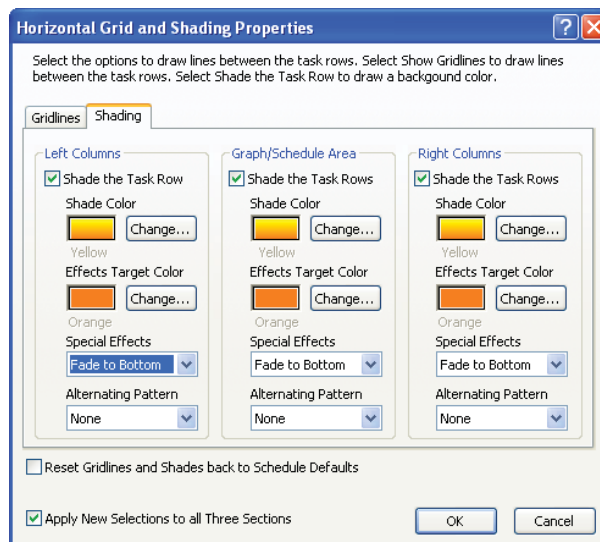 Horizontal Grid and Shading Properties
Select the options to draw lines between the task rows. Select Show Gridlines to draw lines
between the task rows. Select Shade the Task Row to draw a backgound color.
Gridlines
Shading
Left Columns
Shade the Task Row
Shade Color
Change...
Yellow
Effects Target Color
Change...
Orange
Special Effects
Fade to Bottom
Alternating Pattern
None
Graph/Schedule Area
Shade the Task Rows
Shade Color
Change...
Yellow
Effects Target Color
Change...
Orange
Special Effects
Fade to Bottom
Alternating Pattern
None
Right Columns
Shade the Task Rows
Shade Color
Change...
Yellow
Effects Target Color
Change...
Orange
Special Effects
Fade to Bottom
Alternating Pattern
None
Reset Gridlines and Shades back to Schedule Defaults
Apply New Selections to all Three Sections
OK
Cancel